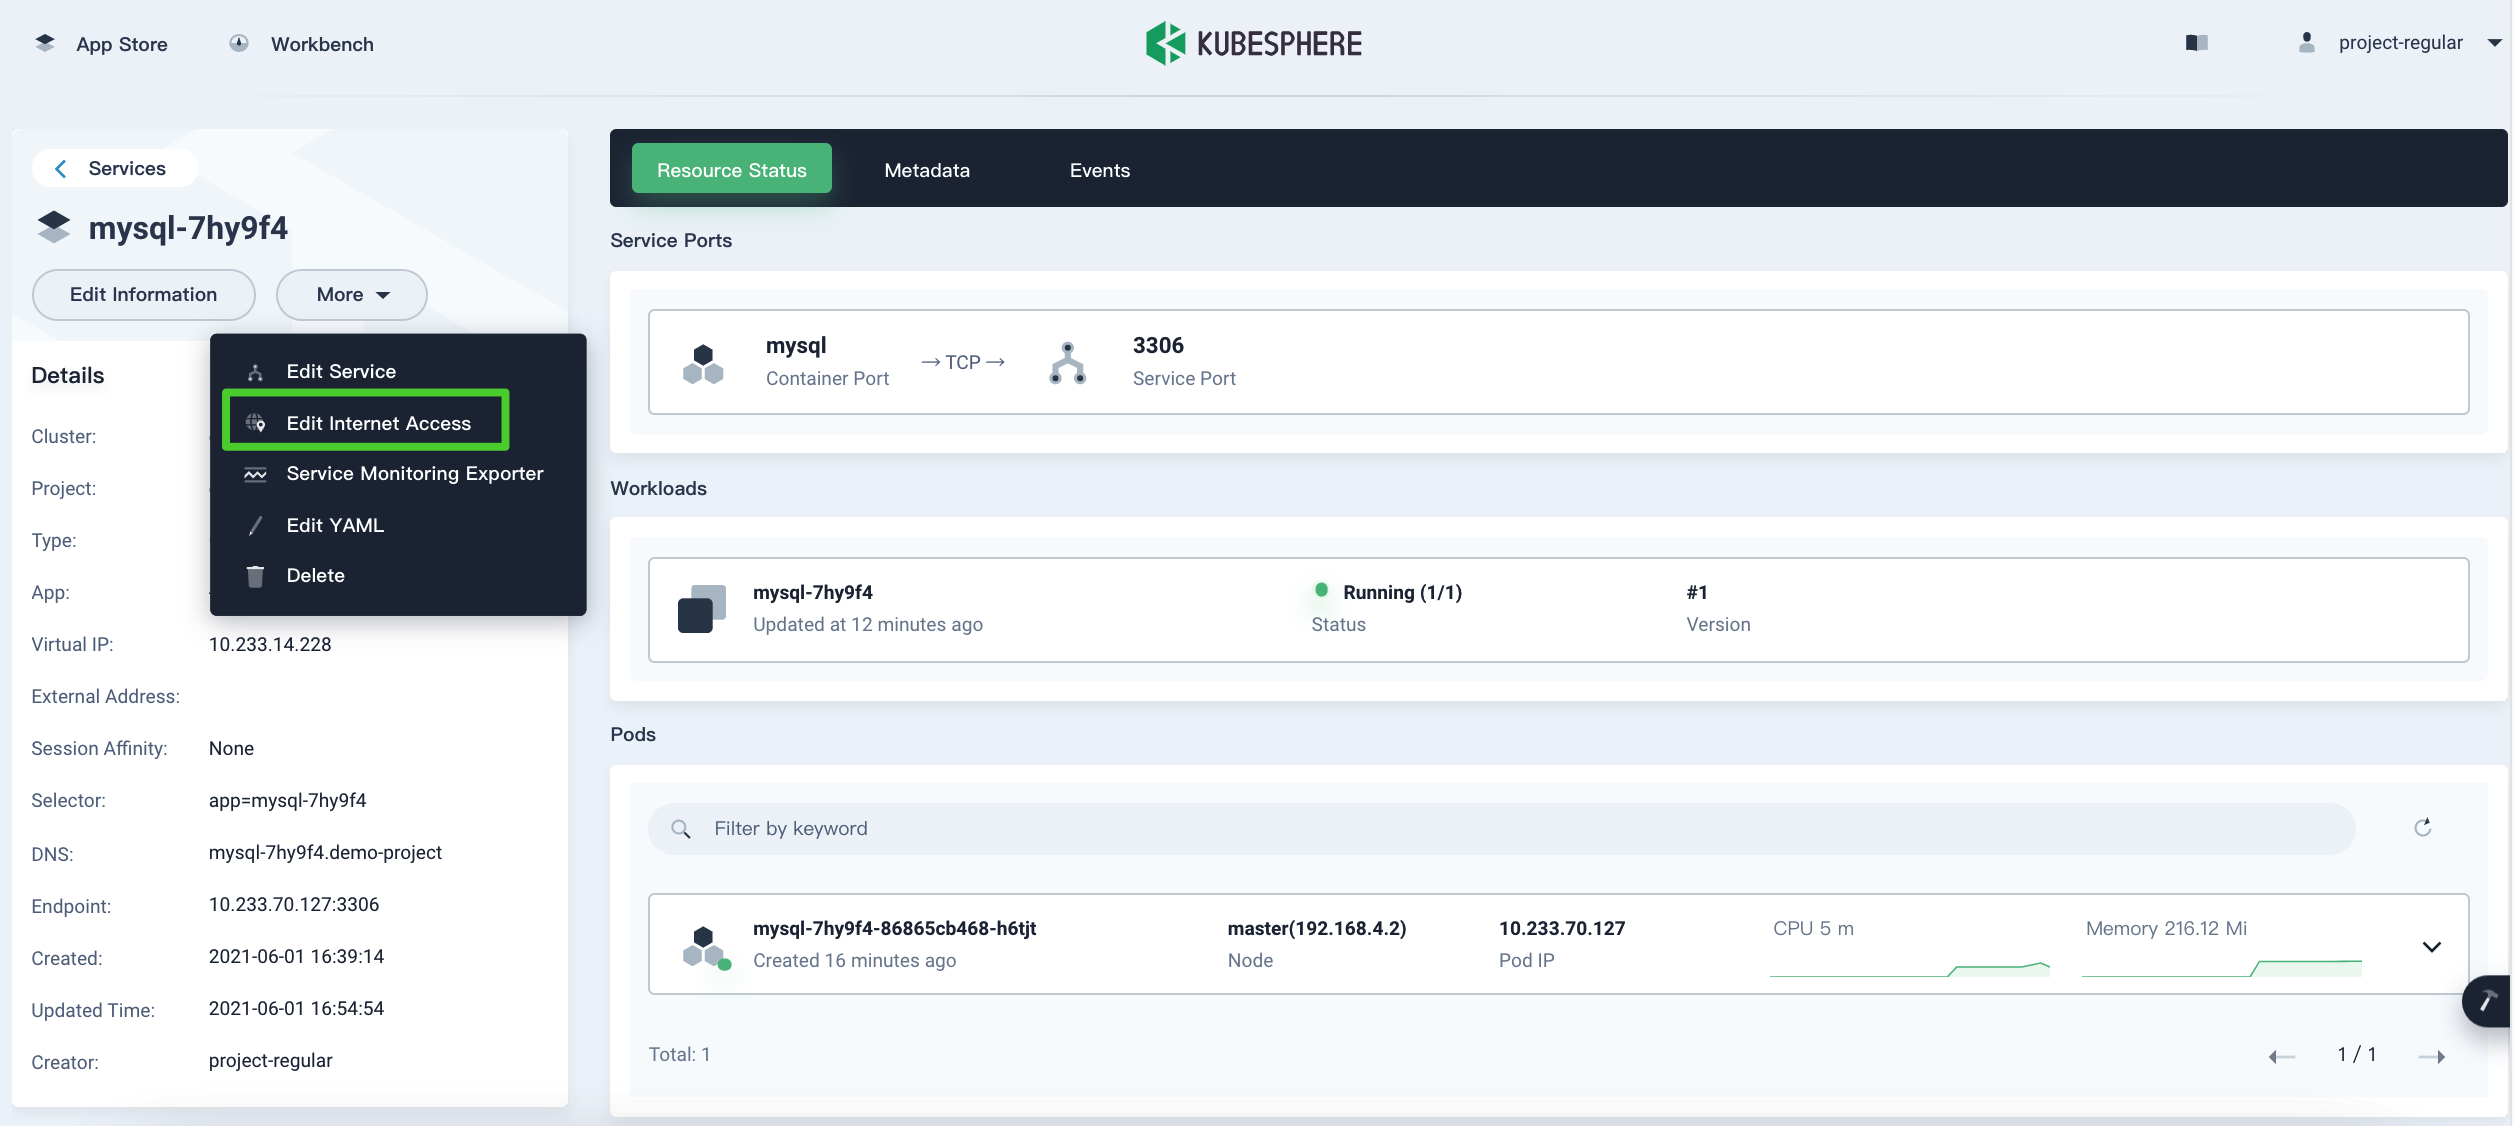 App Store
Workbench
KUBESPHERE
project-regular
Services
mysql-7hy9f4
Edit Information
More
Edit Service
Edit Internet Access
Service Monitoring Exporter
Edit YAML
Delete
Details
Cluster:
Project:
Type:
App:
Virtual IP: 10.233.14.228
External Address:
Session Affinity: None
Selector: app=mysql-7hy9f4
DNS: mysql-7hy9f4.demo-project
Endpoint: 10.233.70.127:3306
Created: 2021-06-01 16:39:14
Updated Time: 2021-06-01 16:54:54
Creator: project-regular
Resource Status
Metadata
Events
Service Ports
mysql
Container Port
TCP
3306
Service Port
Workloads
mysql-7hy9f4
Updated at 12 minutes ago
Running (1/1)
Status
#1
Version
Pods
Filter by keyword
mysql-7hy9f4-86865cb468-h6tjt
Created 16 minutes ago
master(192.168.4.2)
Node
10.233.70.127
Pod IP
CPU 5 m
Memory 216.12 Mi
Total: 1
1 / 1